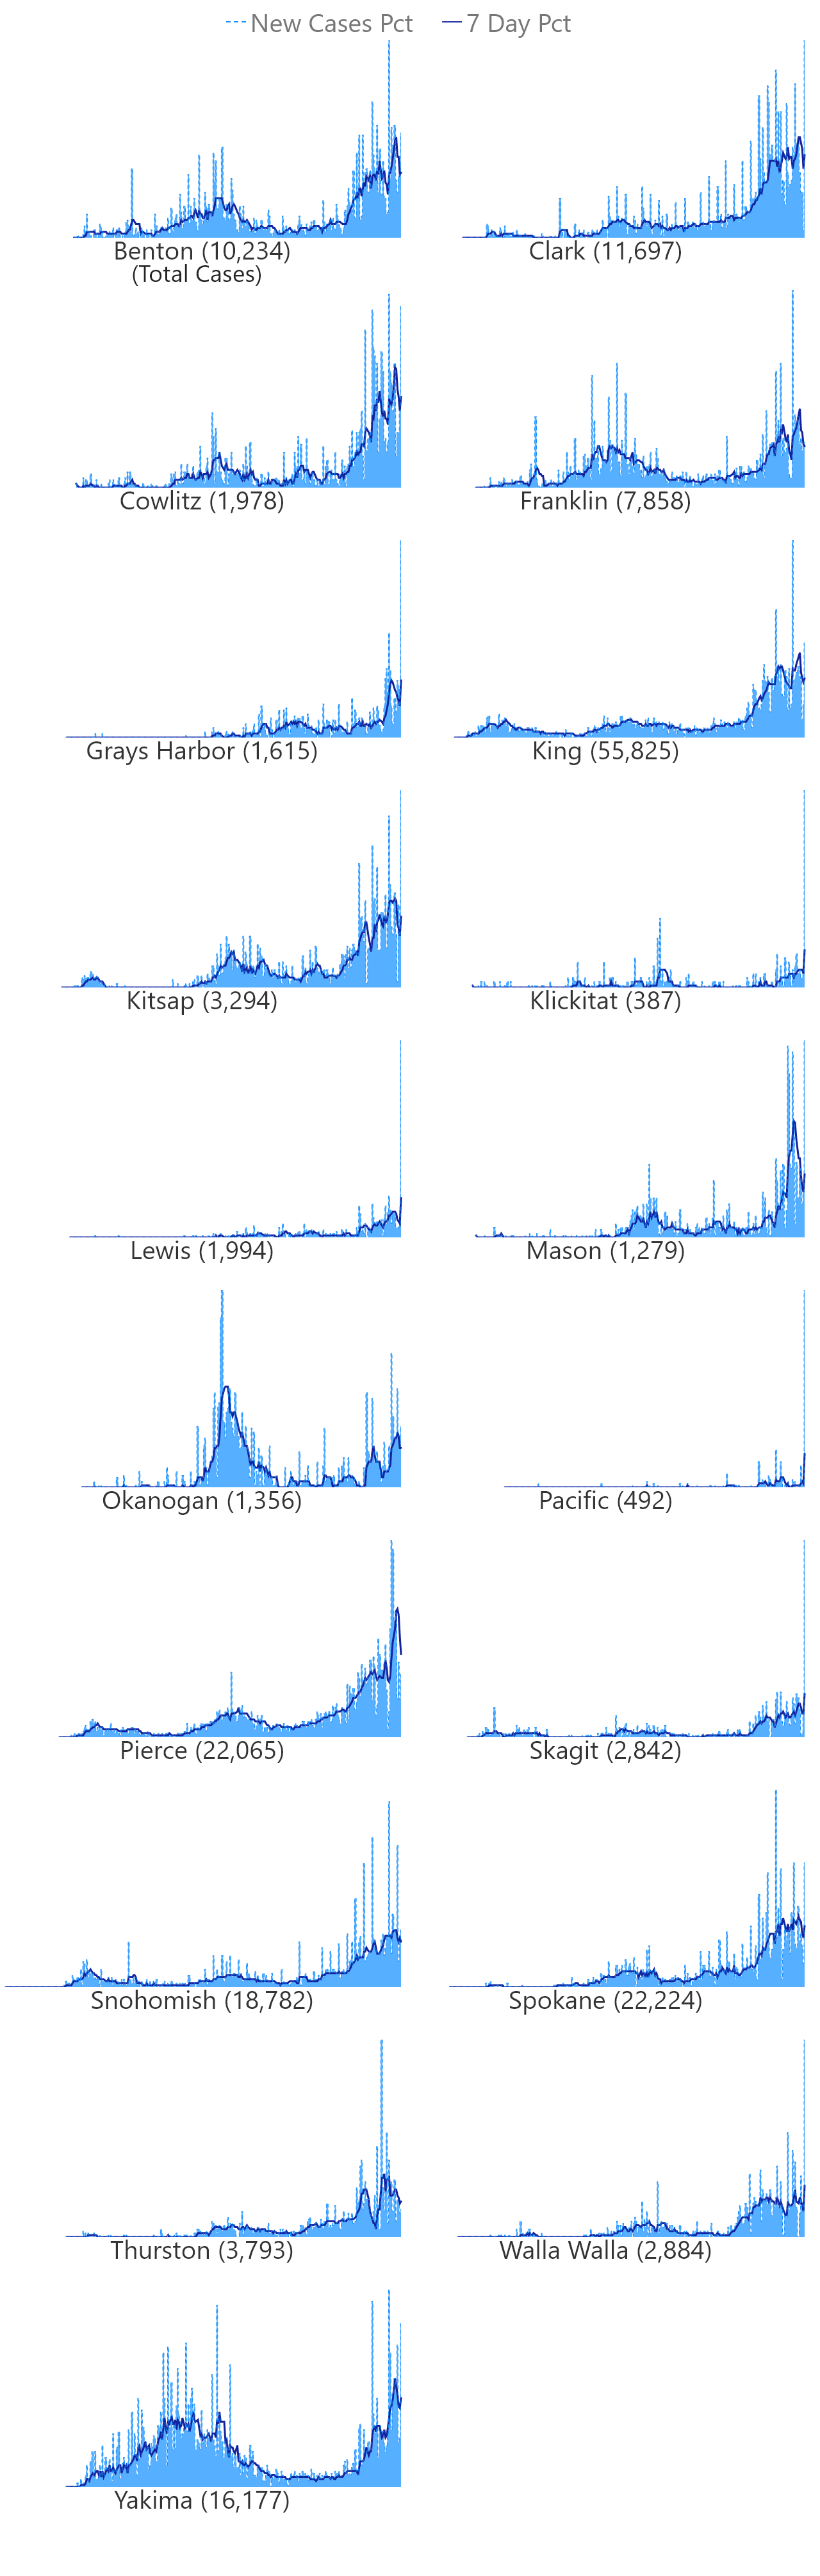 New Cases Pct 7 Day Pct
Benton (10,234) Clark (11,697)
(Total Cases)
Cowlitz (1,978) Franklin (7,858)
Grays Harbor (1,615) King (55,825)
Kitsap (3,294) Klickitat (387)
Lewis (1,994) Mason (1,279)
Okanogan (1,356) Pacific (492)
Pierce (22,065) Skagit (2,842)
Snohomish (18,782) Spokane (22,224)
Thurston (3,793) Walla Walla (2,884)
Yakima (16,177)